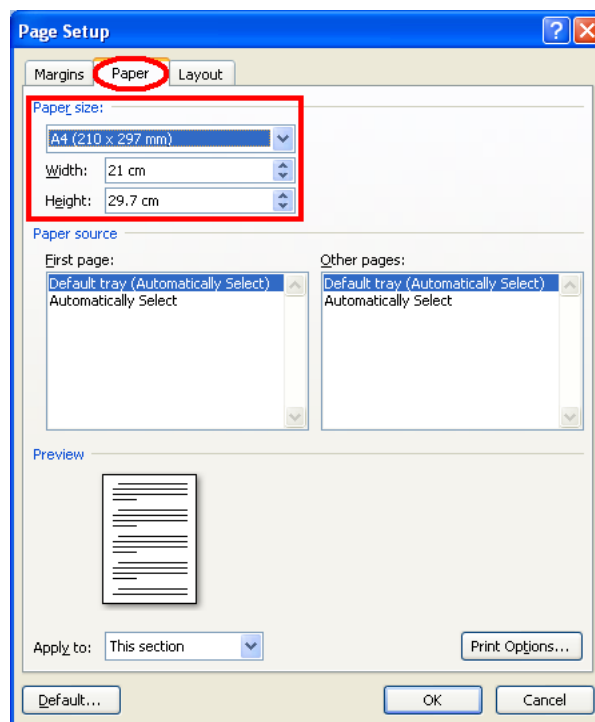 Page Setup
Margins Paper Layout
Paper size:
A4 (210 x 297 mm)
Width: 21 cm
Height: 29.7 cm
Paper source
First page: Other pages:
Default tray (Automatically Select) Default tray (Automatically Select)
Automatically Select Automatically Select
Preview
Apply to: This section Print Options...
Default... OK Cancel